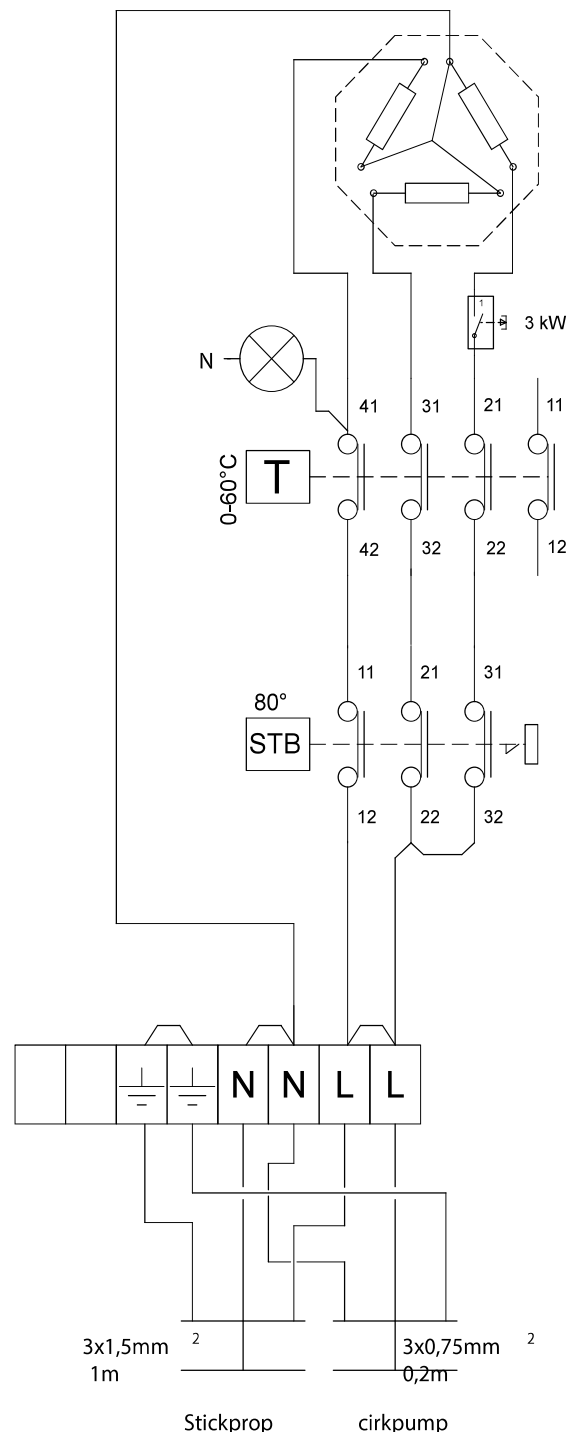 1
3 kW
N
41
31
21
11
0-60°C
T
42
32
22
12
11
21
31
80°
STB
12
22
32
N
N
L
L
3x1,5mm 2
1m
3x0,75mm 2
0,2m
Stickprop
cirkpump